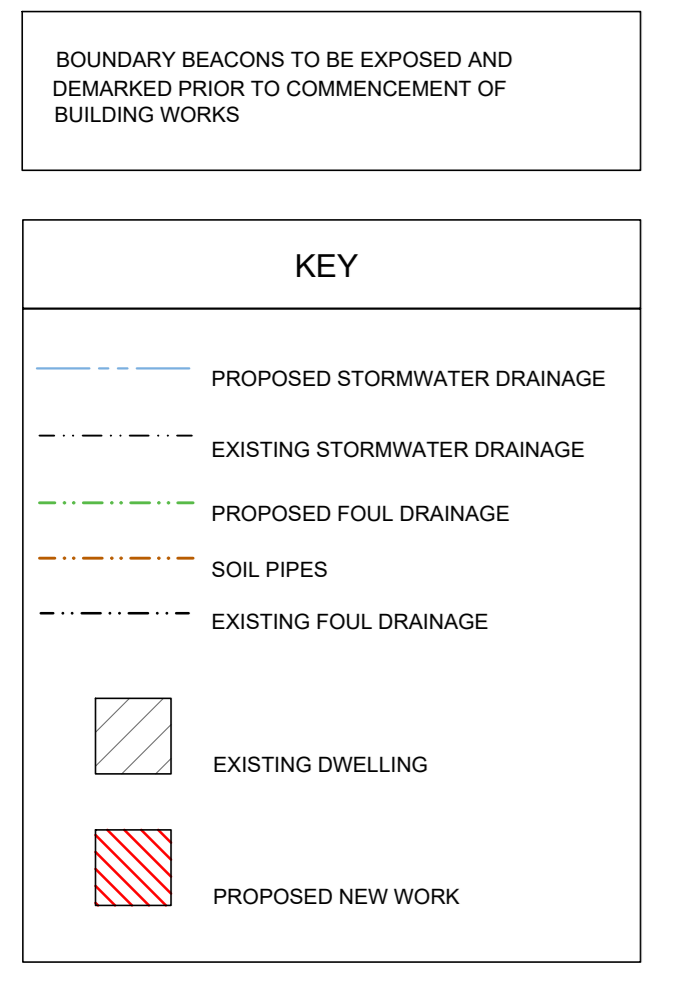 BOUNDARY BEACONS TO BE EXPOSED AND
DEMARKED PRIOR TO COMMENCEMENT OF
BUILDING WORKS
KEY
PROPOSED STORMWATER DRAINAGE
EXISTING STORMWATER DRAINAGE
PROPOSED FOUL DRAINAGE
SOIL PIPES
EXISTING FOUL DRAINAGE
EXISTING DWELLING
PROPOSED NEW WORK